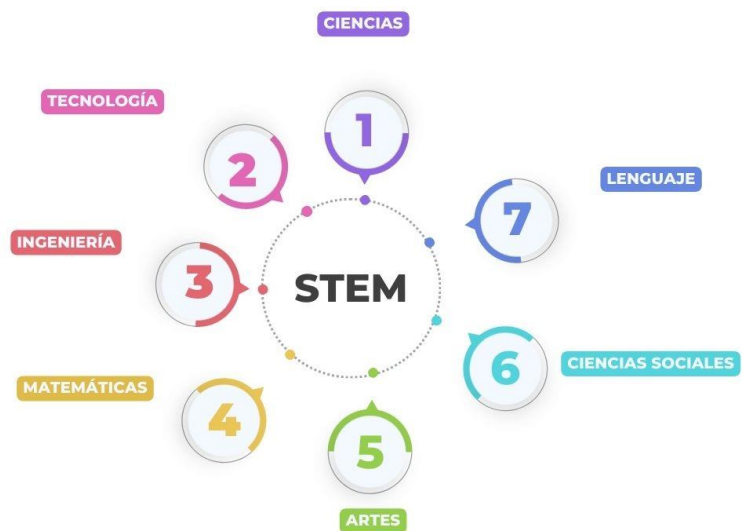 CIENCIAS
1
TECNOLOGÍA
2
INGENIERÍA
3
MATEMÁTICAS
4
ARTES
5
CIENCIAS SOCIALES
6
LENGUAJE
7
STEM